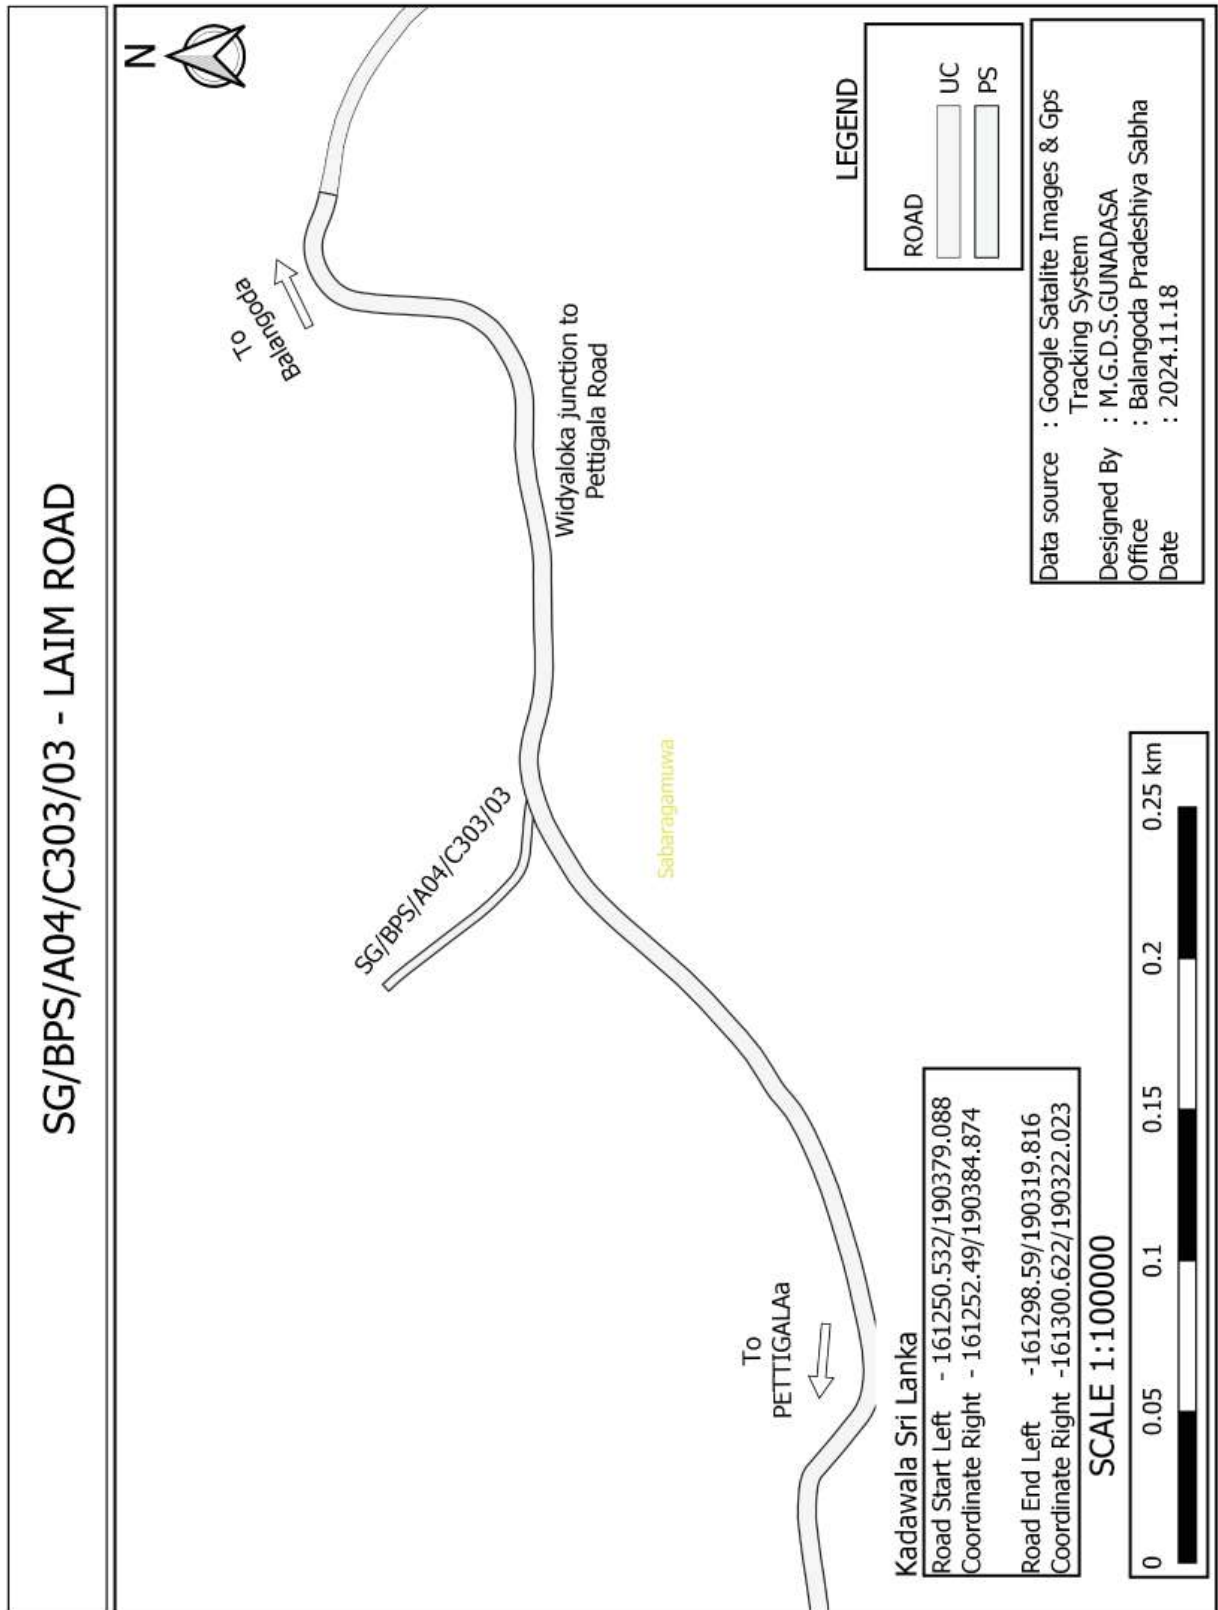 SG/BPS/A04/C303/03 - LAIM ROAD
N
To
Balangoda
Widyaloka junction to
Pettigala Road
SG/BPS/A04/C303/03
Sabaragamuwa
To
PETTIGALAa
LEGEND
ROAD
UC
PS
Kadawala Sri Lanka
Road Start Left - 161250.532/190379.088
Coordinate Right - 161252.49/190384.874
Road End Left -161298.59/190319.816
Coordinate Right -161300.622/190322.023
SCALE 1:100000
0 0.05 0.1 0.15 0.2 0.25 km
Data source : Google Satalite Images & Gps
Tracking System
Designed By : M.G.D.S.GUNADASA
Office : Balangoda Pradeshiya Sabha
Date : 2024.11.18